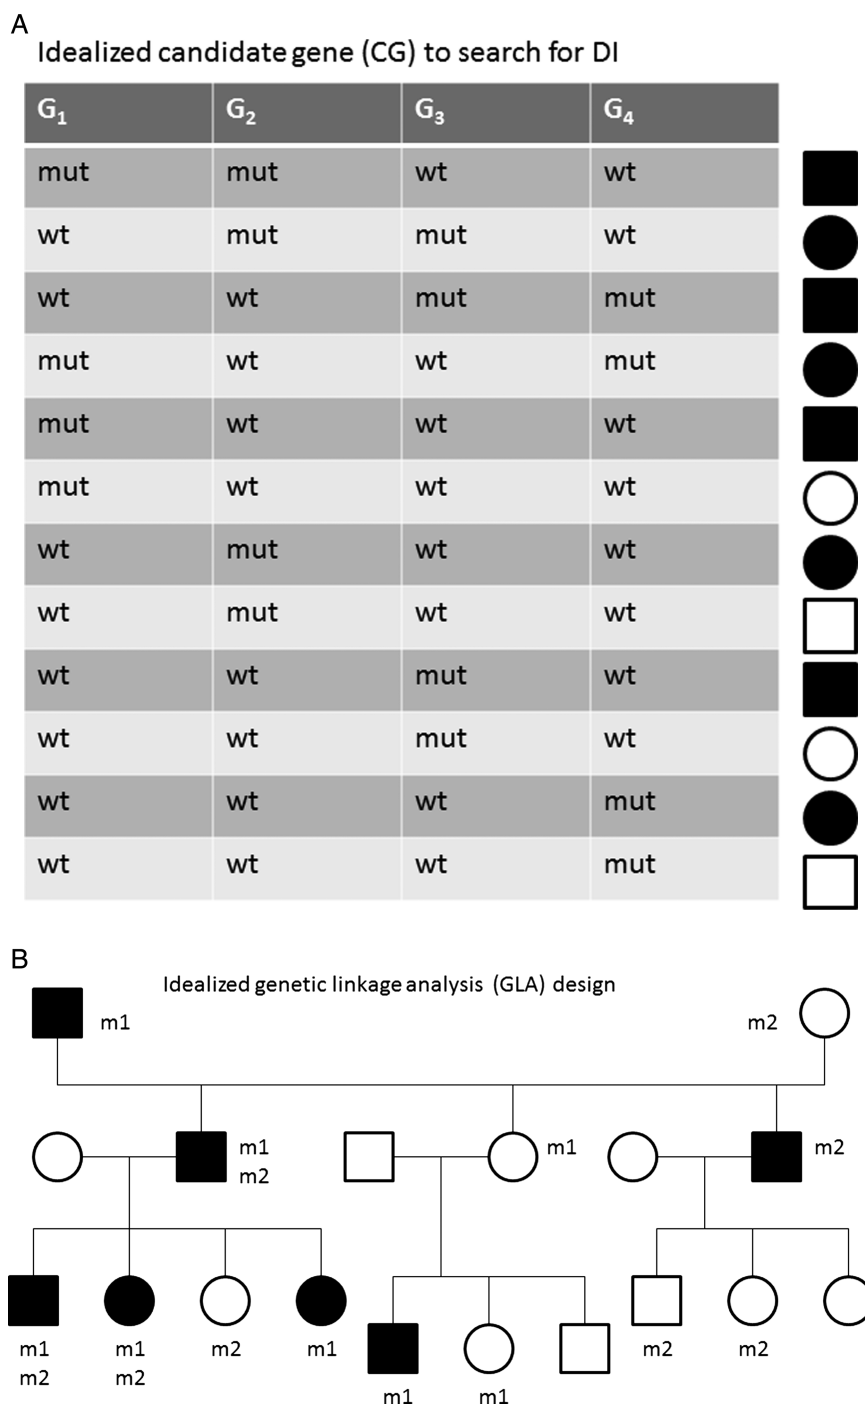 A
Idealized candidate gene (CG) to search for DI
G1 G2 G3 G4
mut mut wt wt
wt mut mut wt
wt wt mut mut
mut wt wt mut
mut wt wt wt
mut wt wt wt
wt mut wt wt
wt mut wt wt
wt wt mut wt
wt wt mut wt
wt wt wt mut
wt wt wt mut
B
Idealized genetic linkage analysis (GLA) design
m1 m2
m1 m1 m2
m2
m1 m1 m2 m1 m2 m2
m2 m2
m1 m1